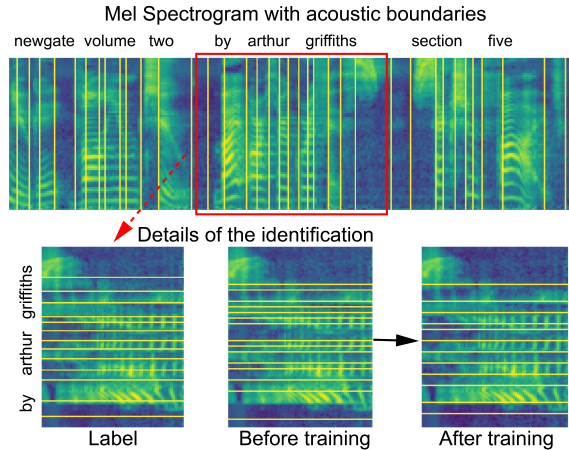 Mel Spectrogram with acoustic boundaries
newgate volume two by arthur griffiths section five
Details of the identification
by arthur griffiths
Label Before training After training